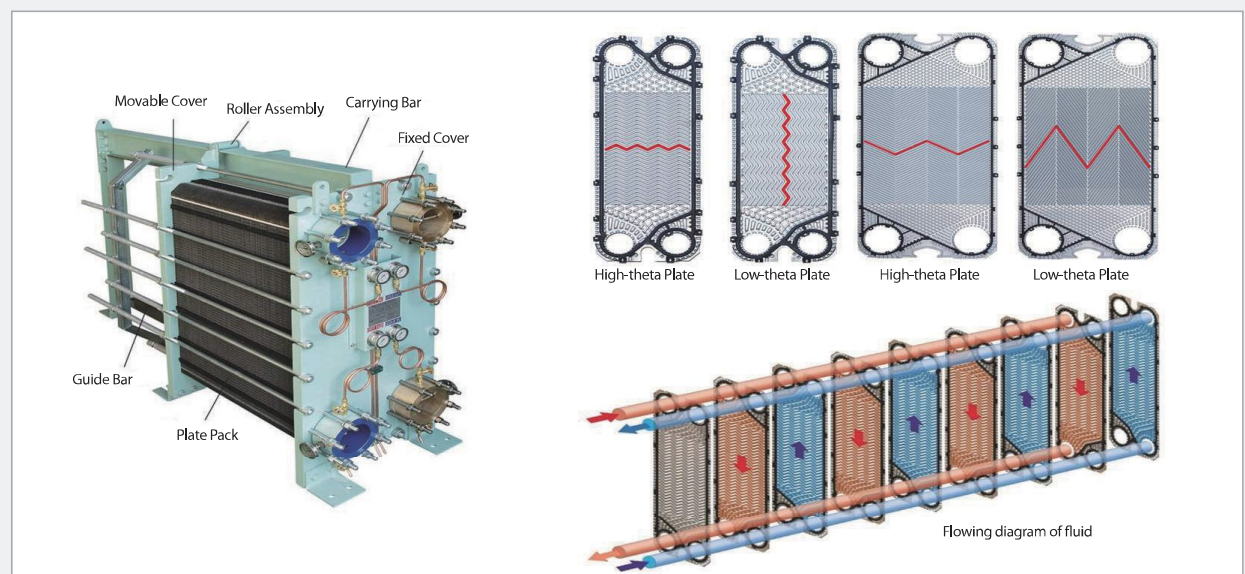 Movable Cover
Roller Assembly
Carrying Bar
Fixed Cover
Guide Bar
Plate Pack
High-theta Plate
Low-theta Plate
High-theta Plate
Low-theta Plate
Flowing diagram of fluid